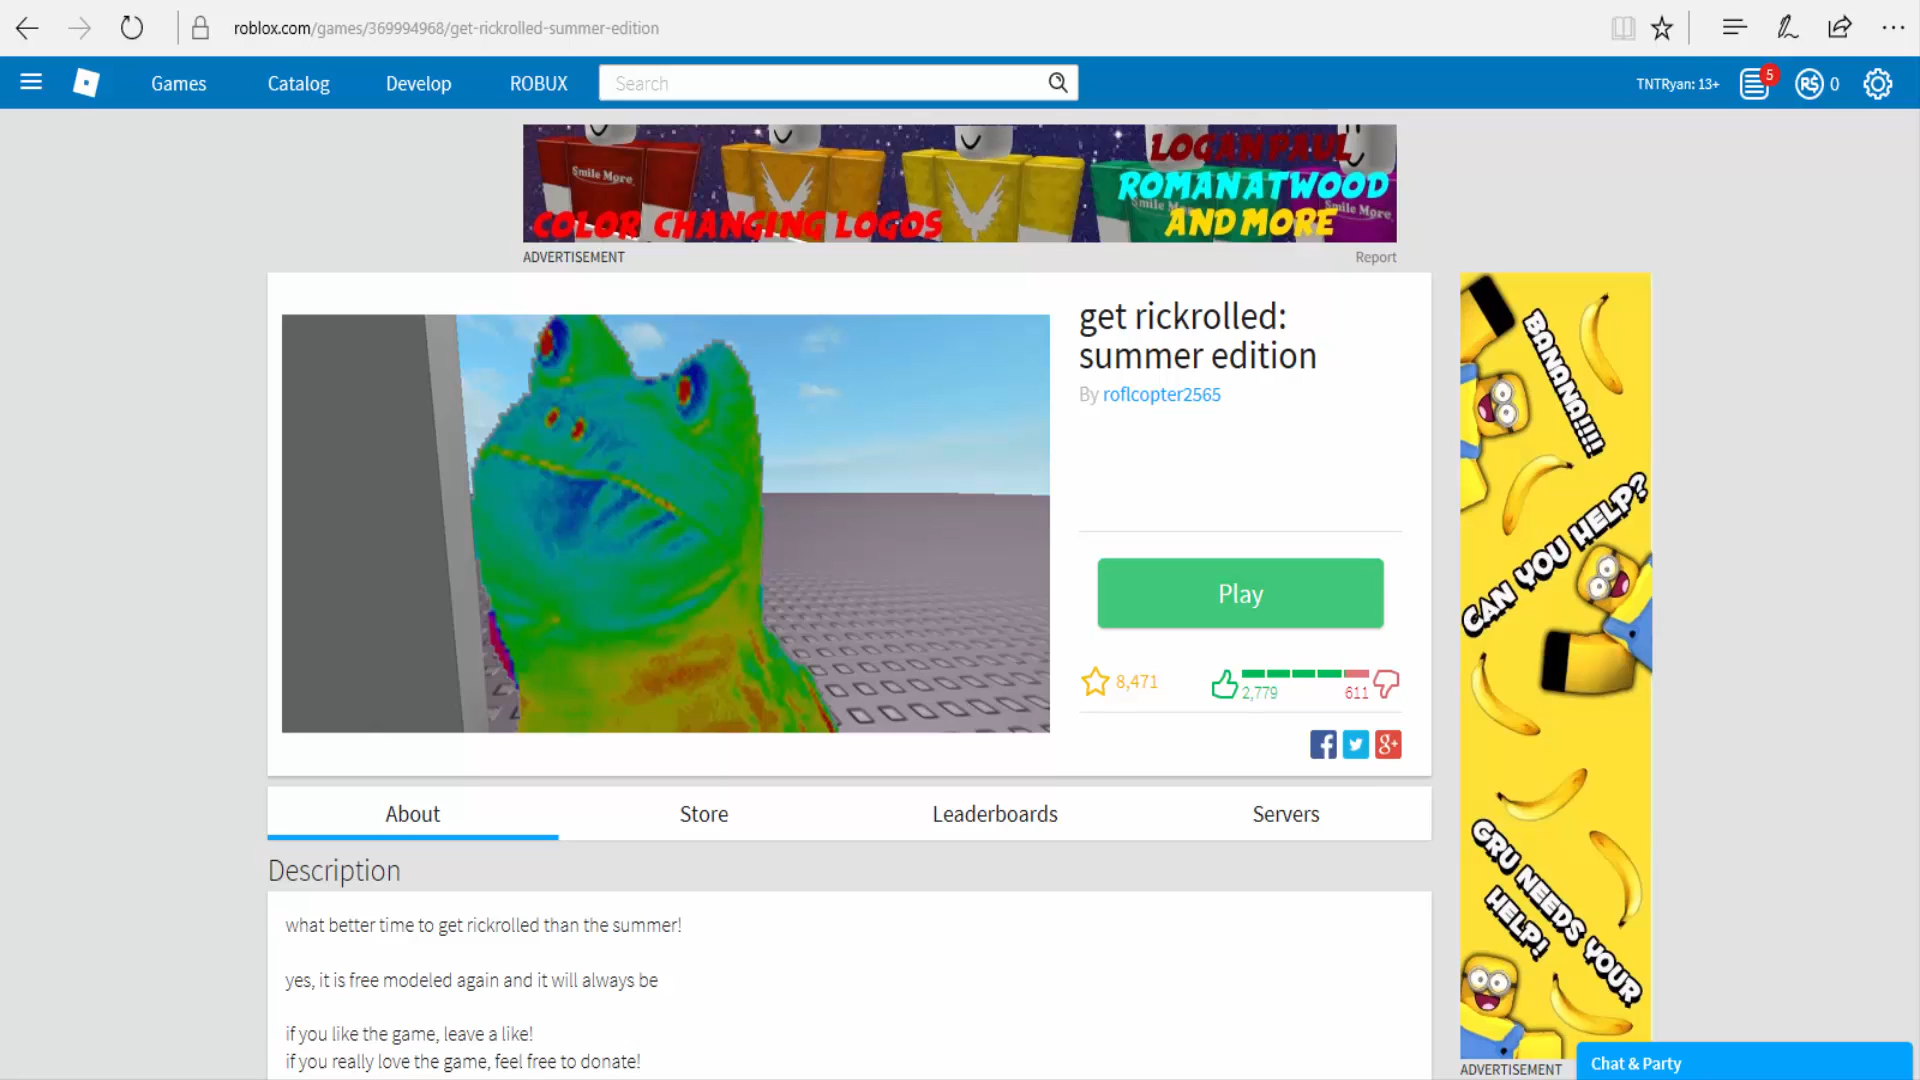 roblox.com/games/369994968/get-rickrolled-summer-edition
Games
Catalog
Develop
ROBUX
Search
TNTRyan: 13+
5
R$ 0
Smile More
COLOR CHANGING LOGOS
LOGAN PAUL
ROMAN ATWOOD
AND MORE
Smile More
Smile More
ADVERTISEMENT
Report
get rickrolled:
summer edition
By roflcopter2565
Play
8,471
2,779
611
About
Store
Leaderboards
Servers
Description
what better time to get rickrolled than the summer!
yes, it is free modeled again and it will always be
if you like the game, leave a like!
if you really love the game, feel free to donate!
BANANA!!!!
CAN YOU HELP?
GRU NEEDS YOUR
HELP!
ADVERTISEMENT
Chat & Party